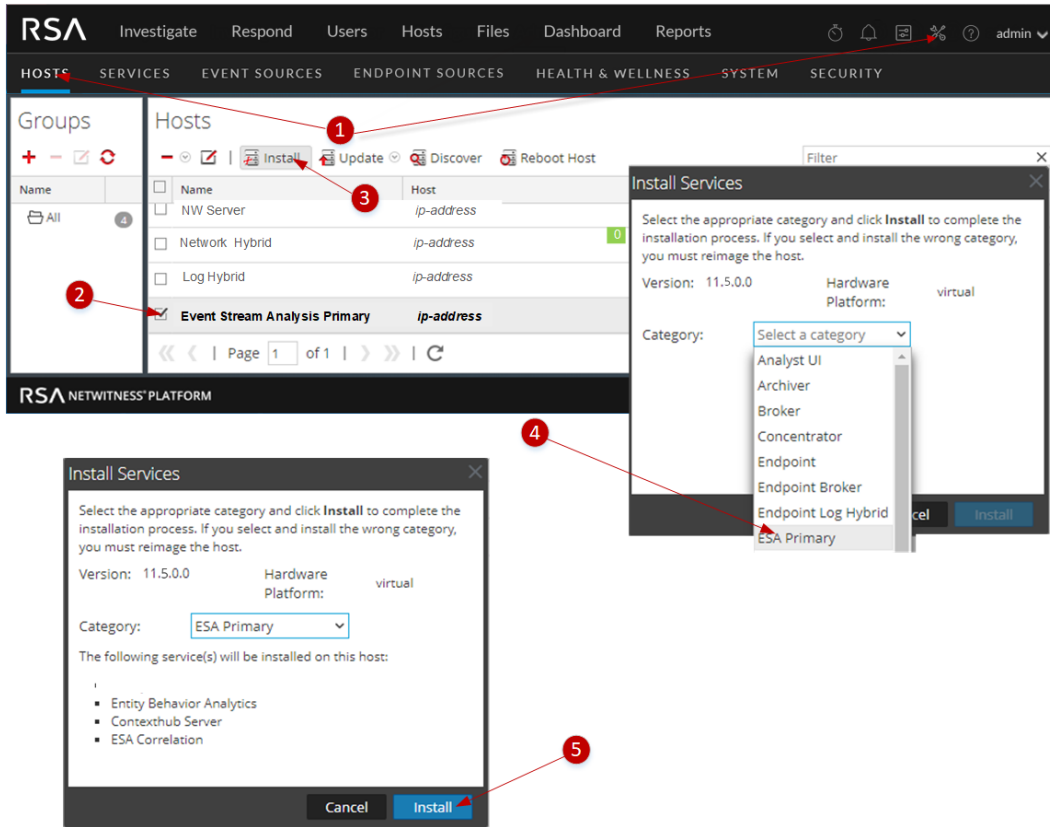 RSA Investigate Respond Users Hosts Files Dashboard Reports admin
HOSTS SERVICES EVENT SOURCES ENDPOINT SOURCES HEALTH & WELLNESS SYSTEM SECURITY
1
Groups
Name
All 4
Hosts
Install Update Discover Reboot Host Filter
3
Name Host
NW Server ip-address
Network Hybrid ip-address 0
Log Hybrid ip-address
2
Event Stream Analysis Primary ip-address
Page 1 of 1
RSA NETWITNESS® PLATFORM
Install Services
Select the appropriate category and click Install to complete the
installation process. If you select and install the wrong category,
you must reimage the host.
Version: 11.5.0.0 Hardware Platform: virtual
Category: Select a category
Analyst UI
Archiver
Broker
Concentrator
Endpoint
Endpoint Broker
Endpoint Log Hybrid
ESA Primary
cel Install
4
Install Services
Select the appropriate category and click Install to complete the
installation process. If you select and install the wrong category,
you must reimage the host.
Version: 11.5.0.0 Hardware Platform: virtual
Category: ESA Primary
The following service(s) will be installed on this host:
Entity Behavior Analytics
Contexthub Server
ESA Correlation
5
Cancel Install